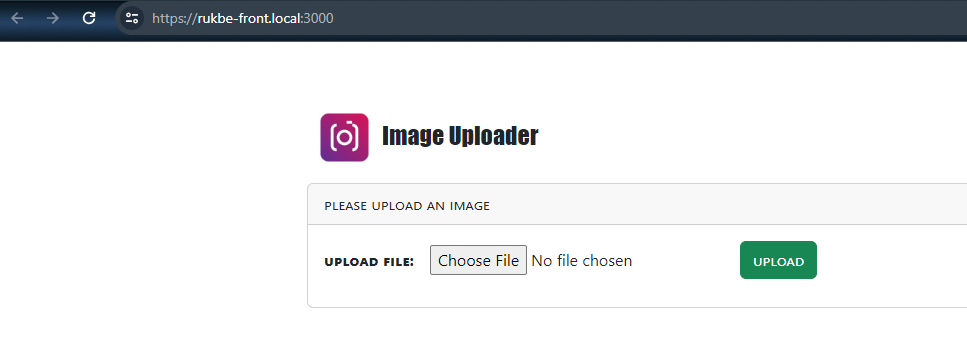 https://rukbe-front.local:3000
Image Uploader
PLEASE UPLOAD AN IMAGE
UPLOAD FILE: Choose File No file chosen UPLOAD